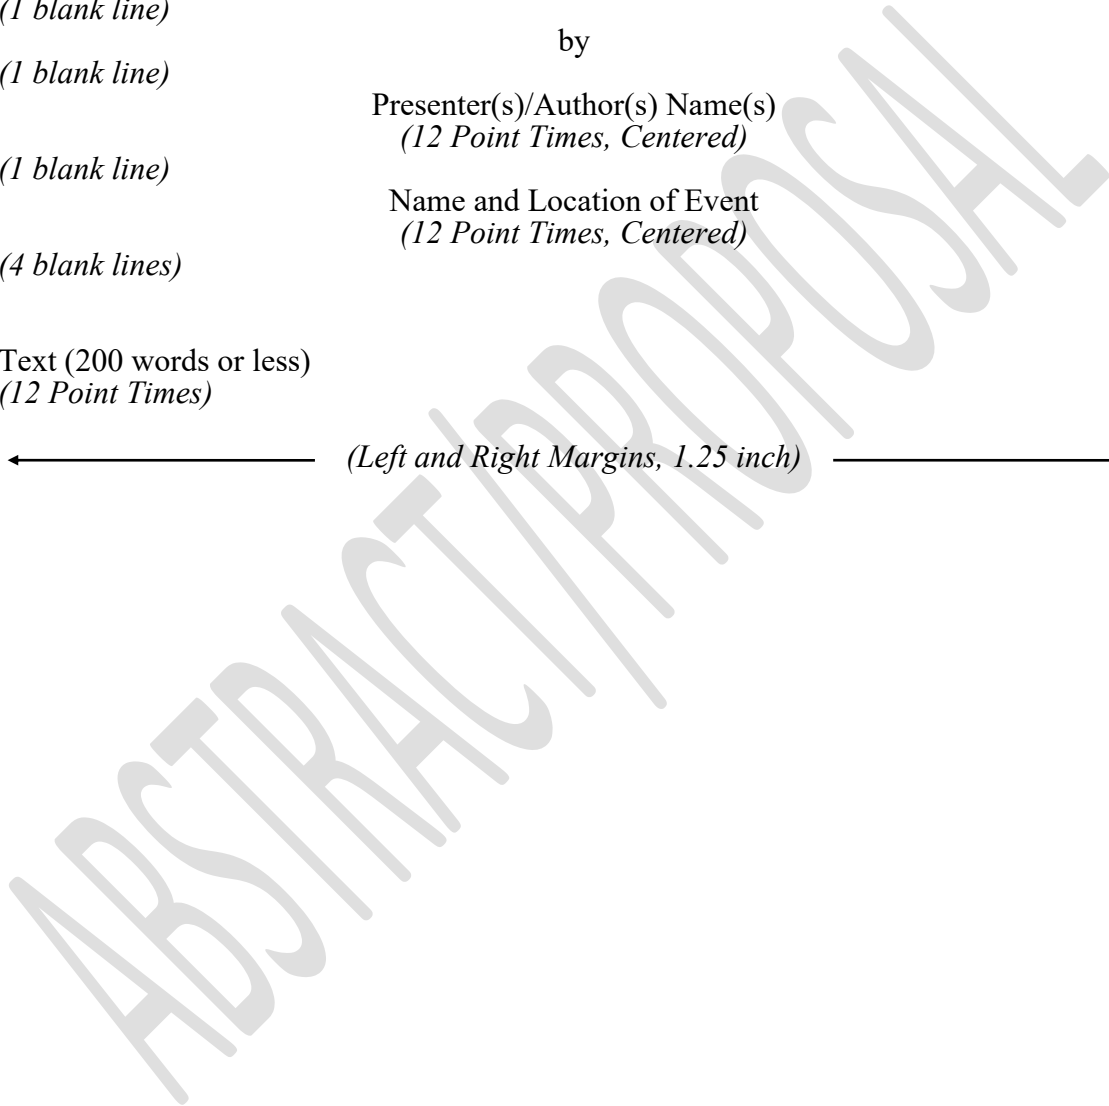 (1 blank line)
by
(1 blank line)
Presenter(s)/Author(s) Name(s)
(12 Point Times, Centered)
(1 blank line)
Name and Location of Event
(12 Point Times, Centered)
(4 blank lines)
Text (200 words or less)
(12 Point Times)
(Left and Right Margins, 1.25 inch)
ABSTRACT/PROPOSAL